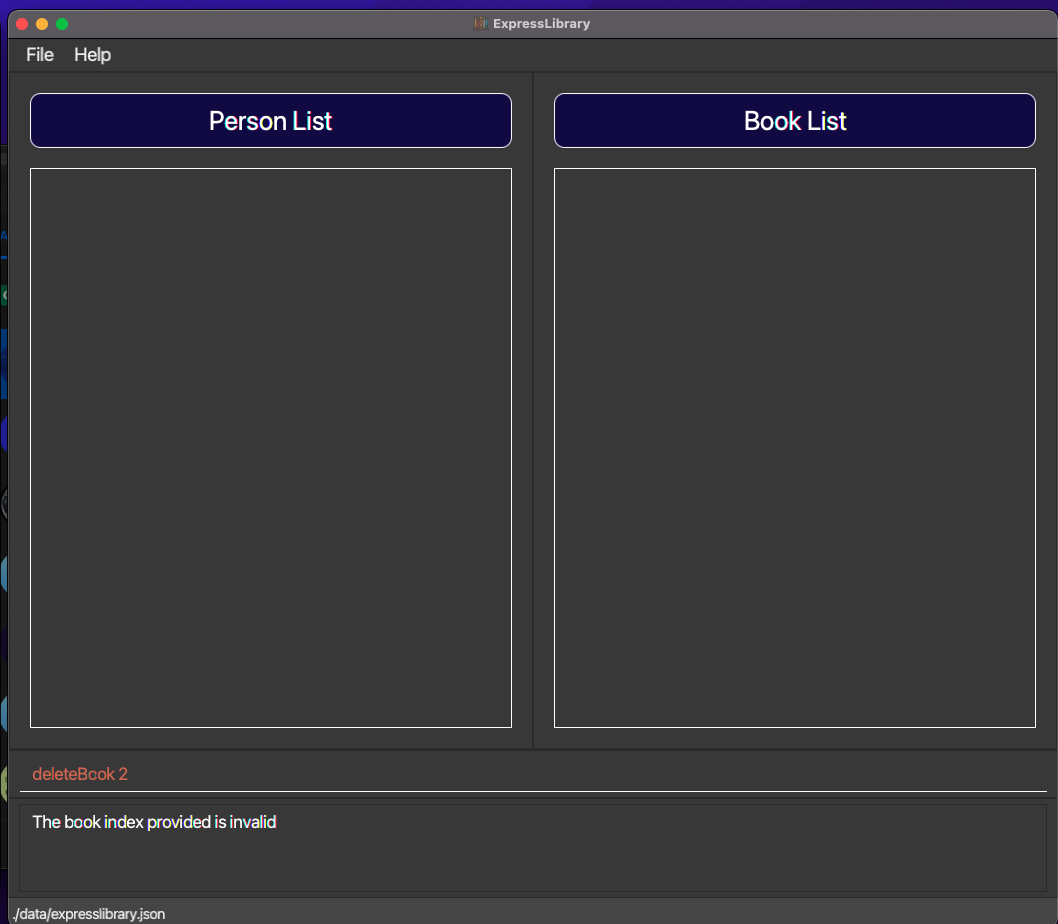 ExpressLibrary
File Help
Person List
Book List
deleteBook 2
The book index provided is invalid
./data/expresslibrary.json